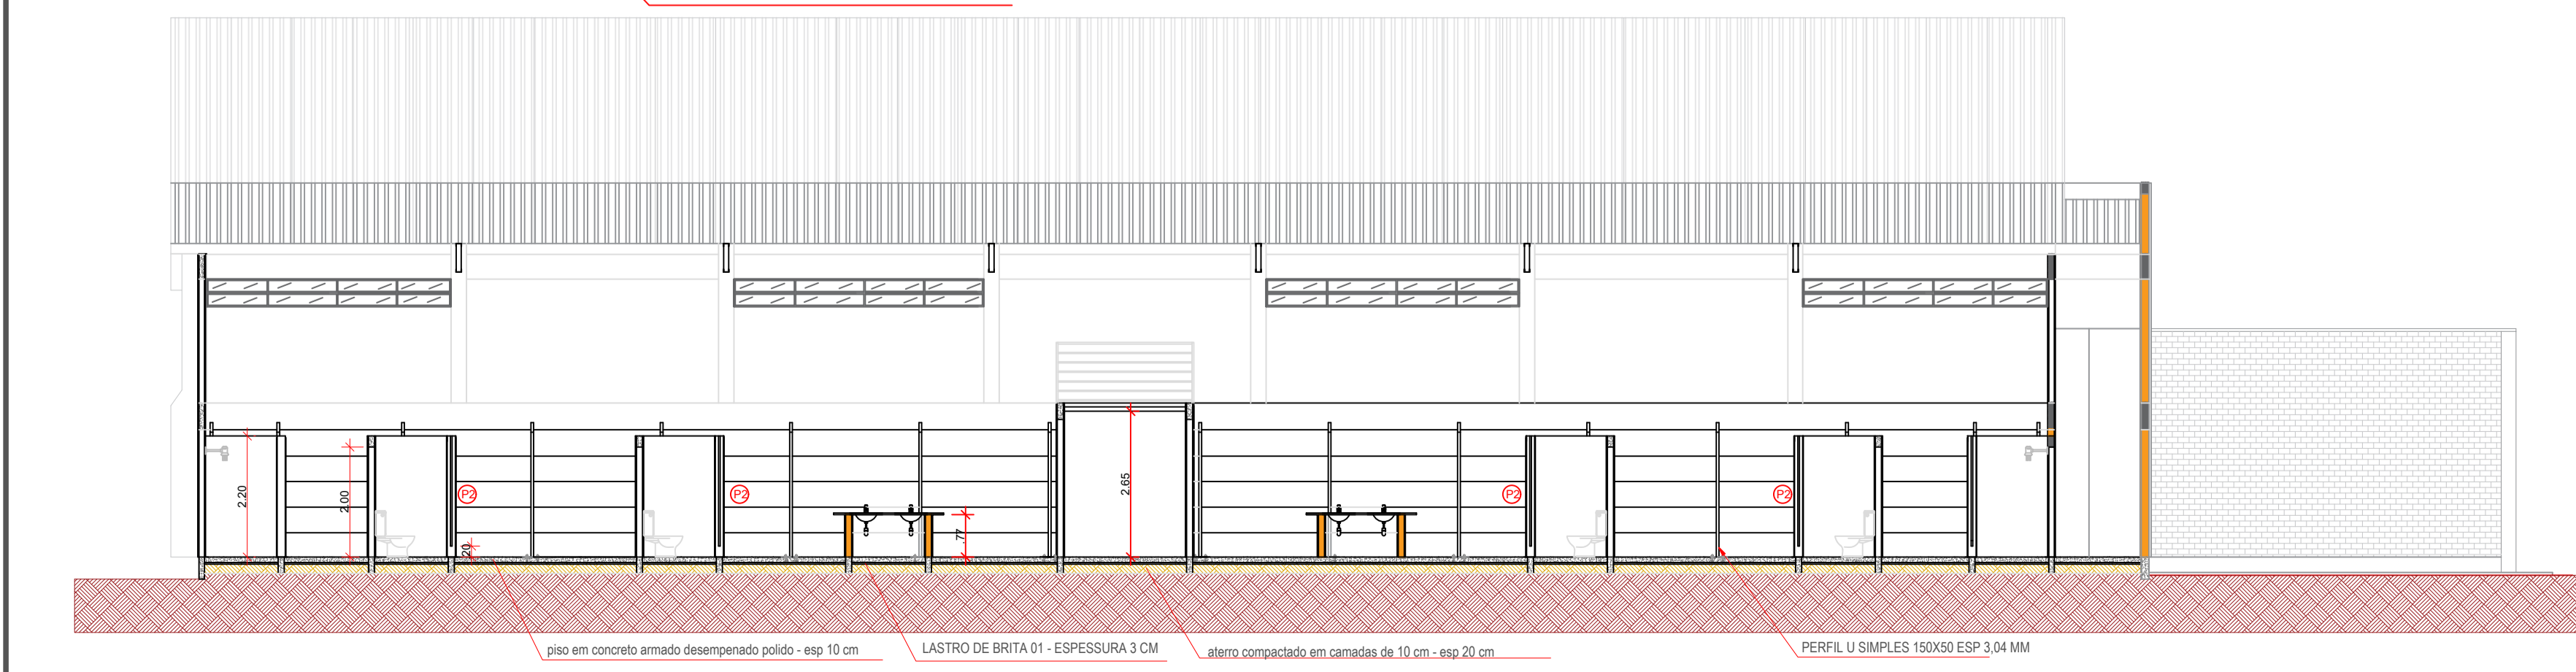 P2
P2
P2
P2
2.20
2.00
.20
.77
2.65
piso em concreto armado desempenado polido - esp 10 cm
LASTRO DE BRITA 01 - ESPESSURA 3 CM
aterro compactado em camadas de 10 cm - esp 20 cm
PERFIL U SIMPLES 150X50 ESP 3,04 MM